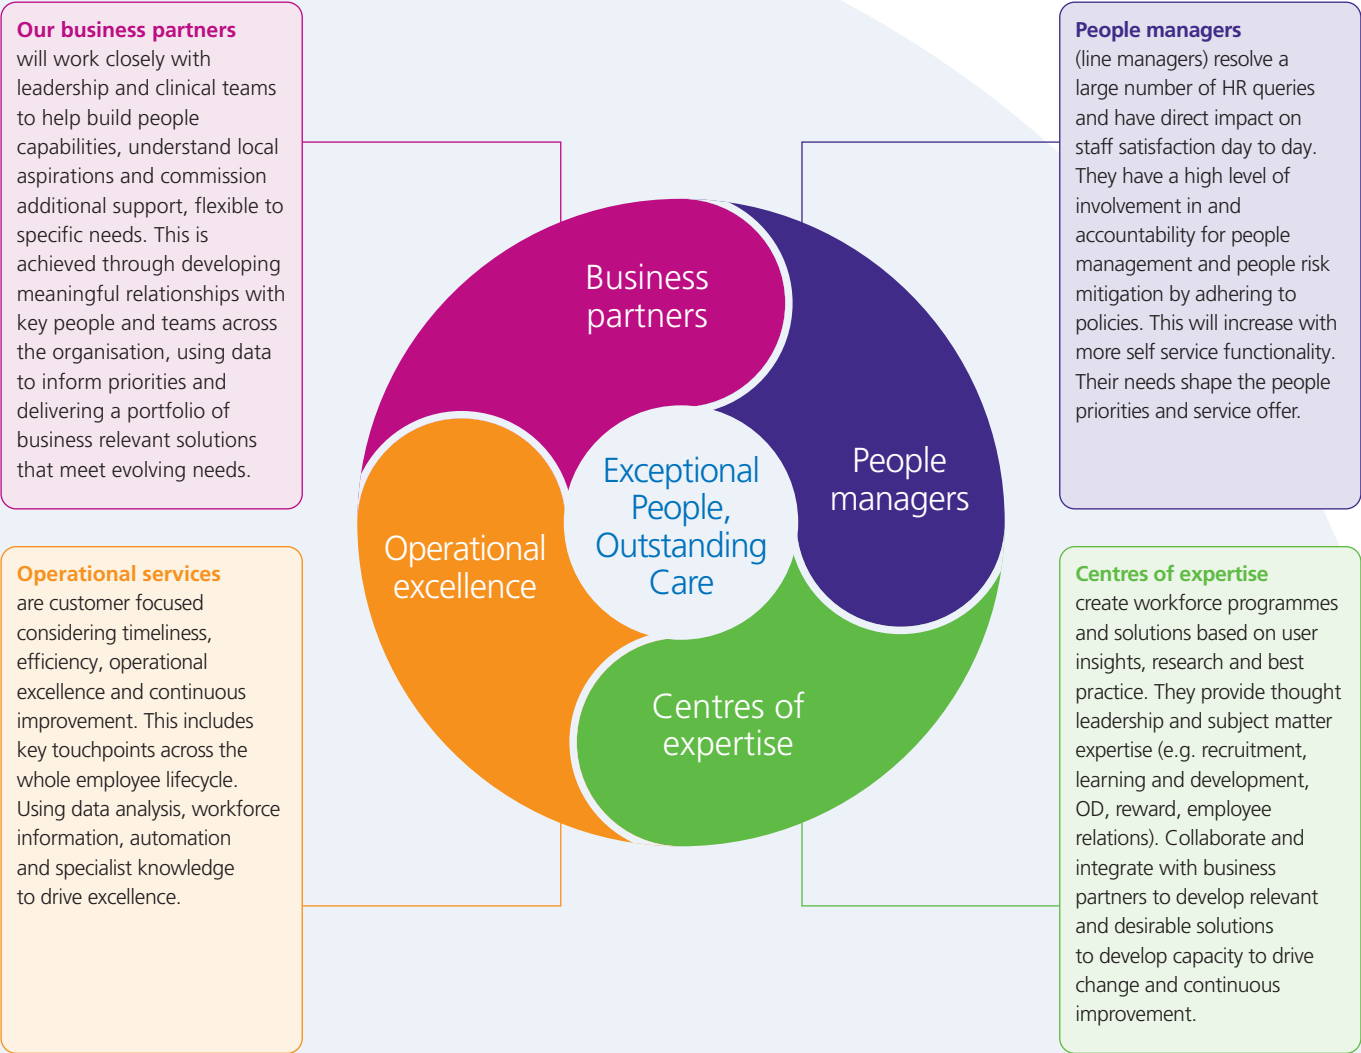 Our business partners
will work closely with
leadership and clinical teams
to help build people
capabilities, understand local
aspirations and commission
additional support, flexible to
specific needs. This is
achieved through developing
meaningful relationships with
key people and teams across
the organisation, using data
to inform priorities and
delivering a portfolio of
business relevant solutions
that meet evolving needs.
People managers
(line managers) resolve a
large number of HR queries
and have direct impact on
staff satisfaction day to day.
They have a high level of
involvement in and
accountability for people
management and people risk
mitigation by adhering to
policies. This will increase with
more self service functionality.
Their needs shape the people
priorities and service offer.
Business
partners
People
managers
Exceptional
People,
Outstanding
Care
Operational
excellence
Centres of
expertise
Operational services
are customer focused
considering timeliness,
efficiency, operational
excellence and continuous
improvement. This includes
key touchpoints across the
whole employee lifecycle.
Using data analysis, workforce
information, automation
and specialist knowledge
to drive excellence.
Centres of expertise
create workforce programmes
and solutions based on user
insights, research and best
practice. They provide thought
leadership and subject matter
expertise (e.g. recruitment,
learning and development,
OD, reward, employee
relations). Collaborate and
integrate with business
partners to develop relevant
and desirable solutions
to develop capacity to drive
change and continuous
improvement.